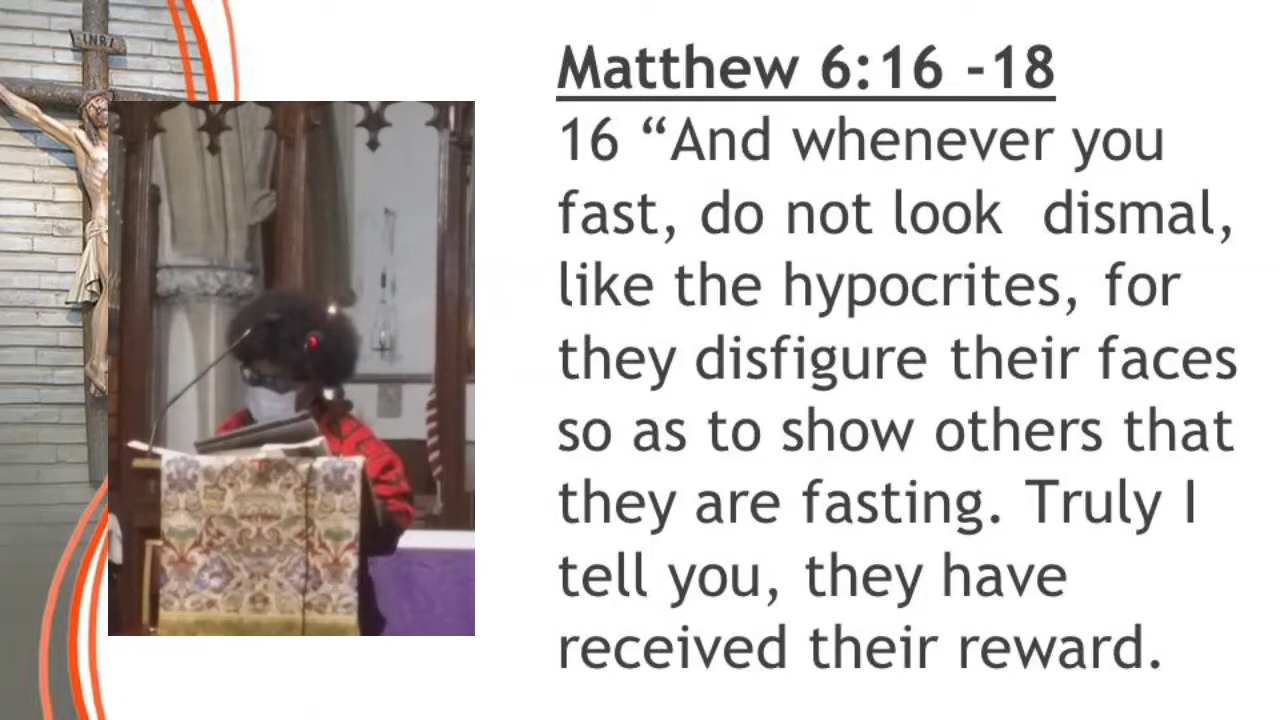 INRI
Matthew 6:16 -18
16 “And whenever you
fast, do not look  dismal,
like the hypocrites, for
they disfigure their faces
so as to show others that
they are fasting. Truly I
tell you, they have
received their reward.